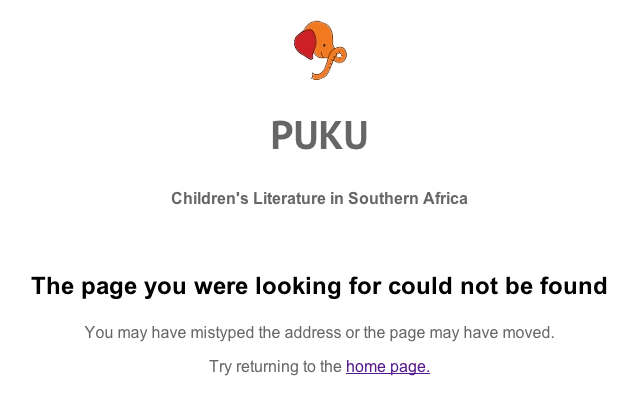 PUKU
Children's Literature in Southern Africa
The page you were looking for could not be found
You may have mistyped the address or the page may have moved.
Try returning to the home page.